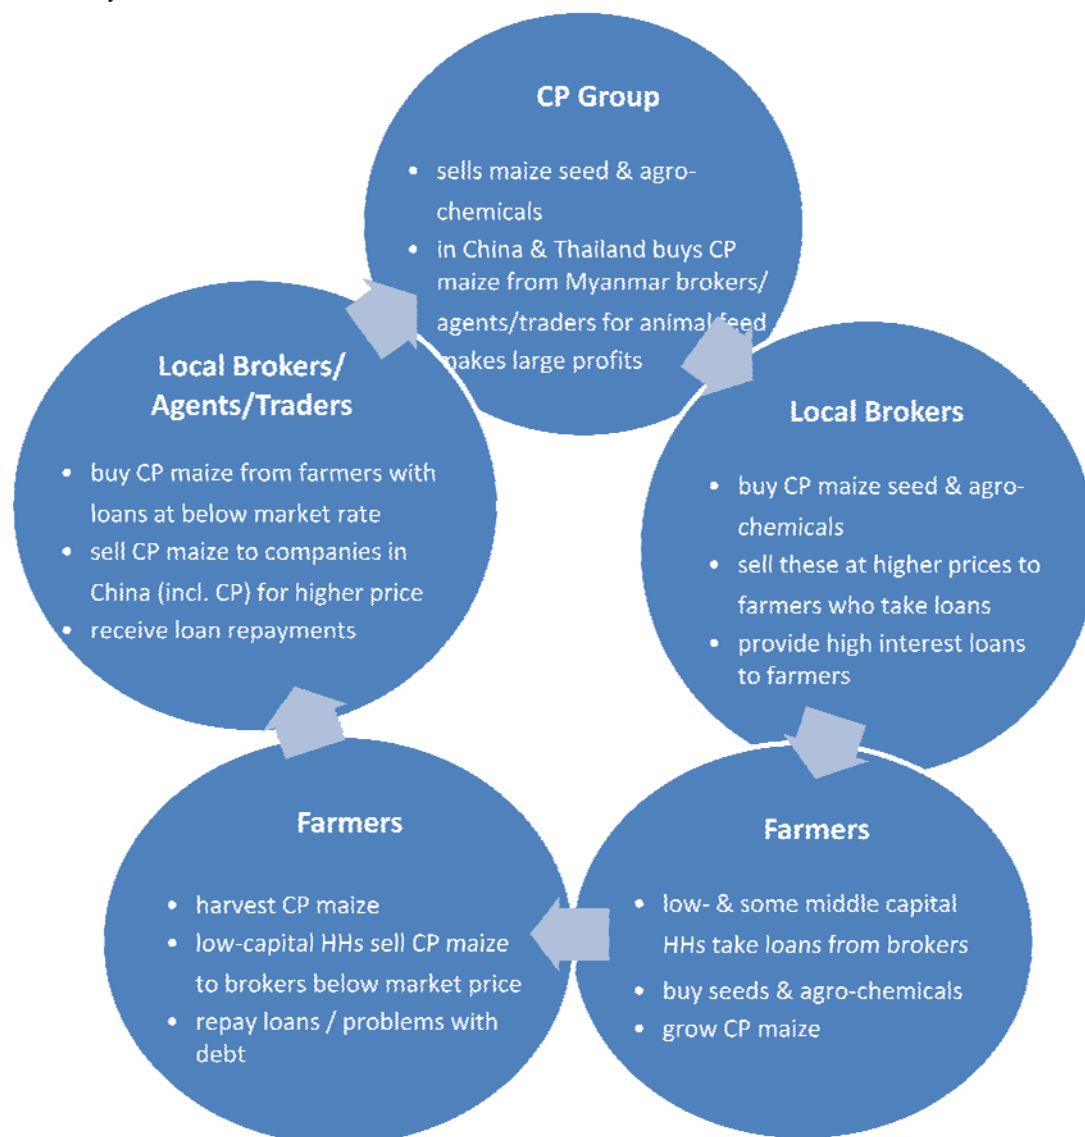 CP Group
• sells maize seed & agro-
chemicals
• in China & Thailand buys CP
maize from Myanmar brokers/
agents/traders for animal feed
makes large profits
Local Brokers
• buy CP maize seed & agro-
chemicals
• sell these at higher prices to
farmers who take loans
• provide high interest loans
to farmers
Farmers
• low- & some middle capital
HHs take loans from brokers
• buy seeds & agro-chemicals
• grow CP maize
Farmers
• harvest CP maize
• low-capital HHs sell CP maize
to brokers below market price
• repay loans / problems with
debt
Local Brokers/
Agents/Traders
• buy CP maize from farmers with
loans at below market rate
• sell CP maize to companies in
China (incl. CP) for higher price
• receive loan repayments